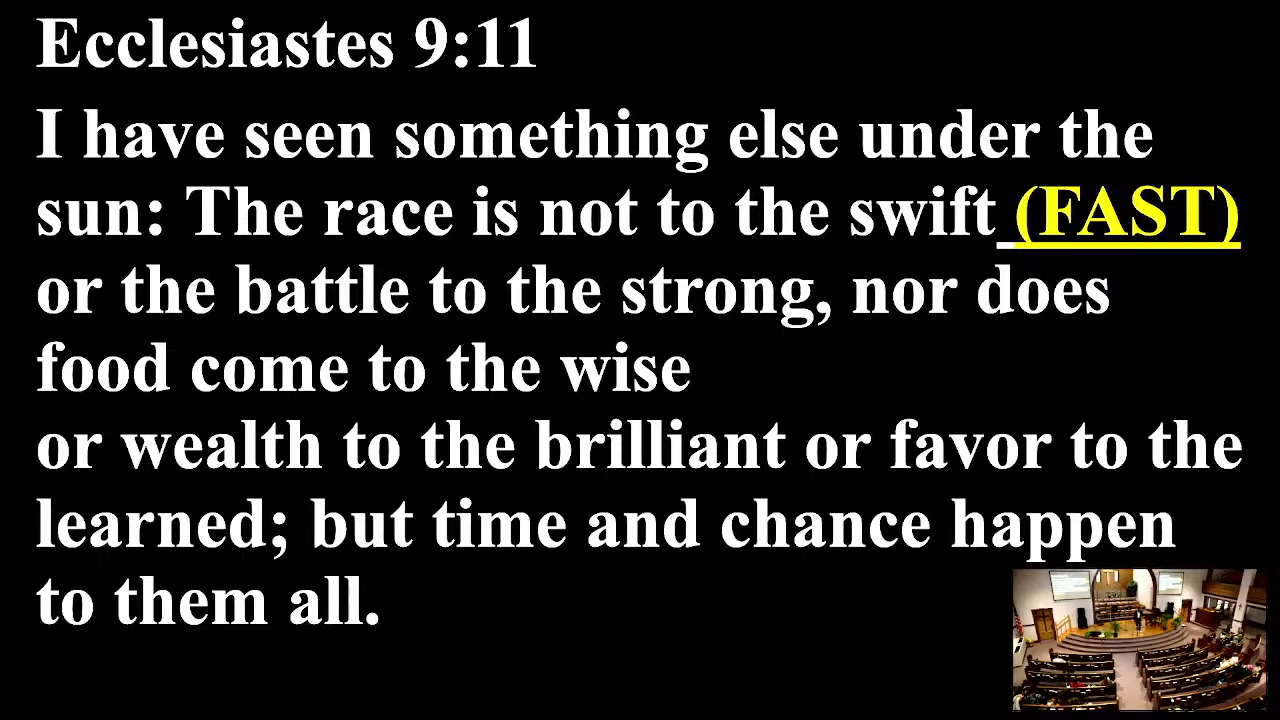 Ecclesiastes 9:11
I have seen something else under the
sun: The race is not to the swift (FAST)
or the battle to the strong, nor does
food come to the wise
or wealth to the brilliant or favor to the
learned; but time and chance happen
to them all.